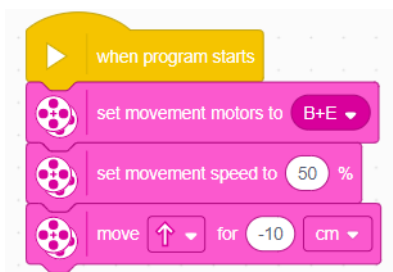 when program starts
set movement motors to B+E
set movement speed to 50 %
move ↑ for -10 cm